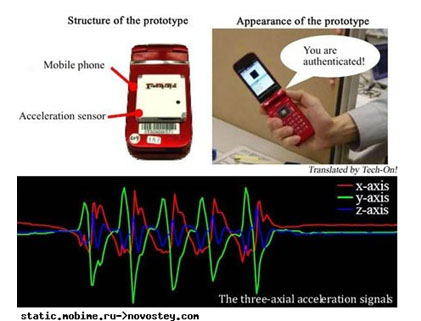 Structure of the prototype
Appearance of the prototype
Mobile phone
Acceleration sensor
You are
authenticated!
Translated by Tech-On!
x-axis
y-axis
z-axis
The three-axial acceleration signals
static.mobime.ru->novostey.com